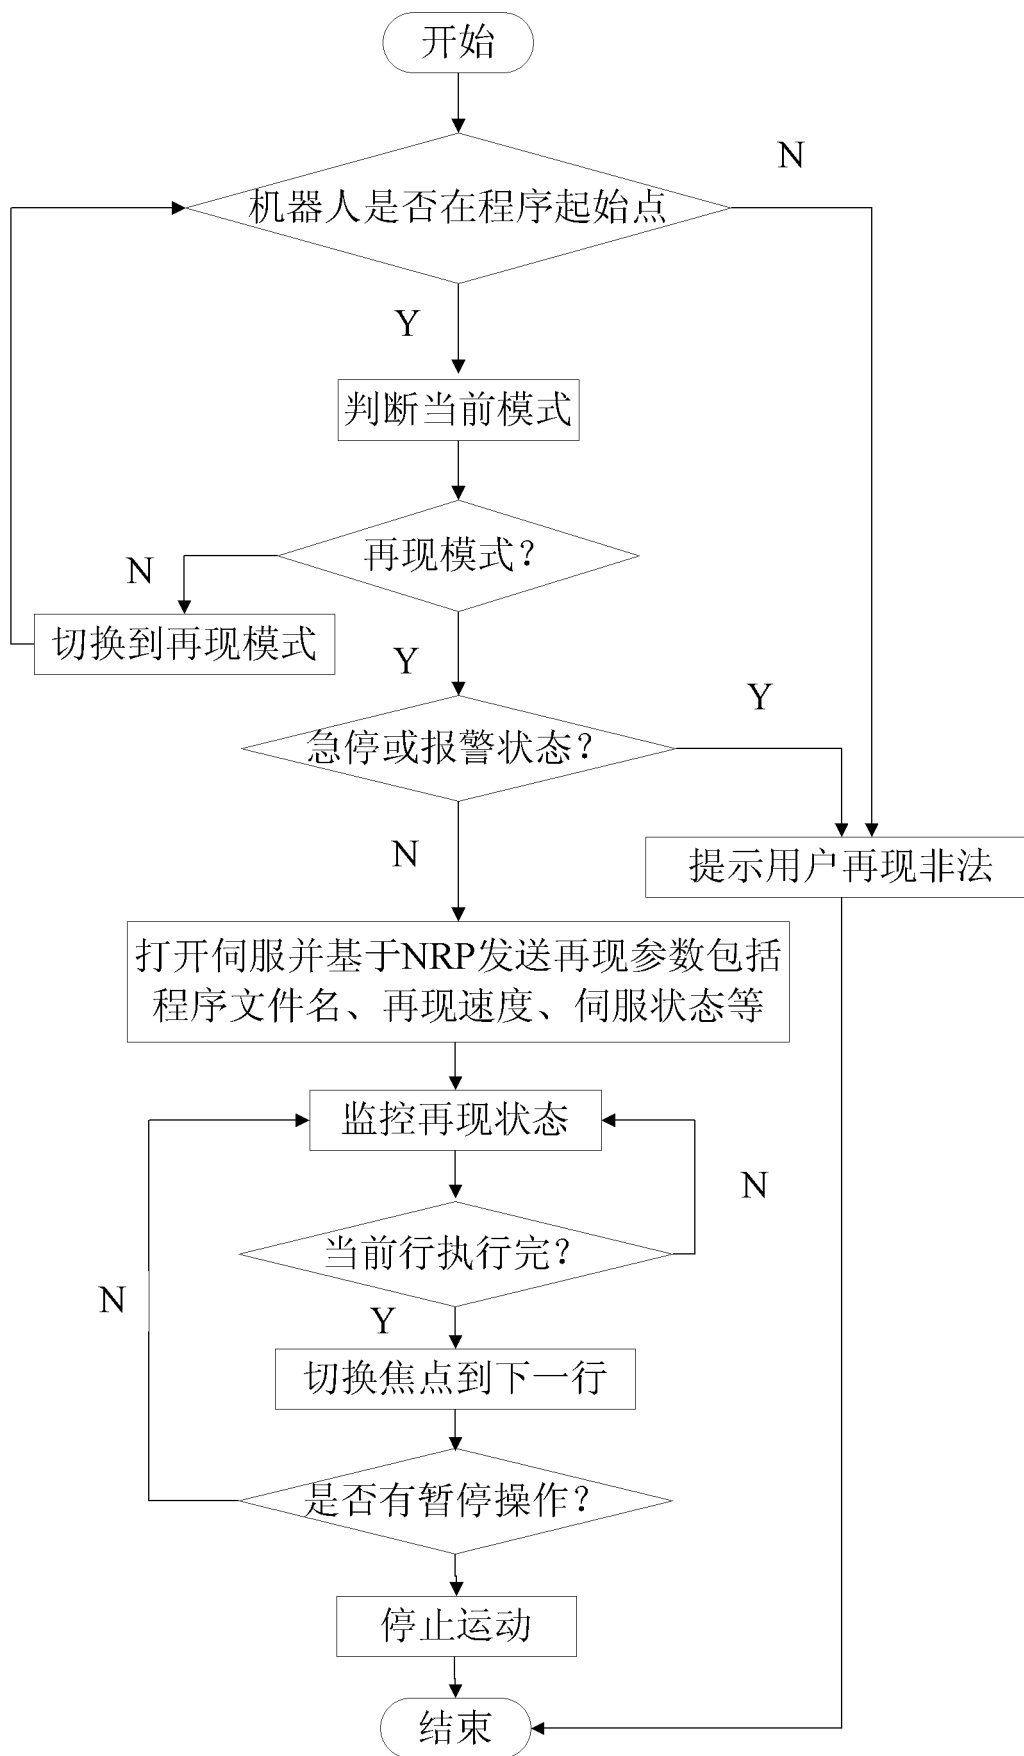 开始
N
机器人是否在程序起始点
Y
判断当前模式
再现模式？
N
切换到再现模式
Y
Y
急停或报警状态？
N
提示用户再现非法
打开伺服并基于NRP发送再现参数包括
程序文件名、再现速度、伺服状态等
监控再现状态
N
当前行执行完？
N
Y
切换焦点到下一行
是否有暂停操作？
停止运动
结束